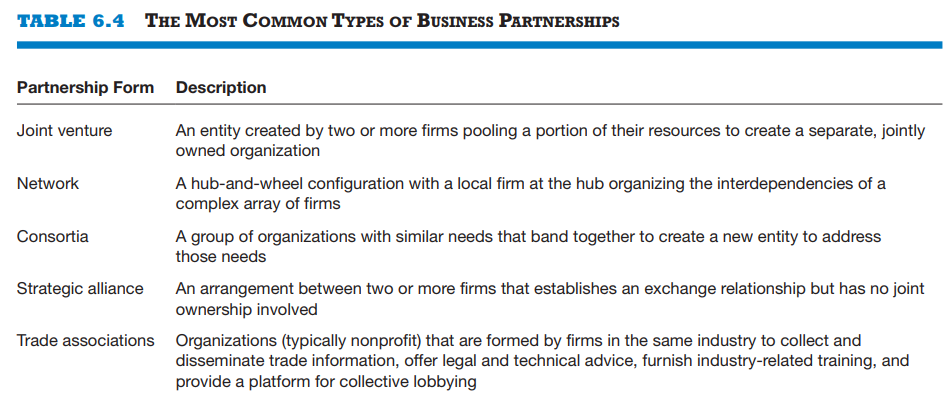 TABLE 6.4 THE MOST COMMON TYPES OF BUSINESS PARTNERSHIPS
Partnership Form Description
Joint venture An entity created by two or more firms pooling a portion of their resources to create a separate, jointly
owned organization
Network A hub-and-wheel configuration with a local firm at the hub organizing the interdependencies of a
complex array of firms
Consortia A group of organizations with similar needs that band together to create a new entity to address
those needs
Strategic alliance An arrangement between two or more firms that establishes an exchange relationship but has no joint
ownership involved
Trade associations Organizations (typically nonprofit) that are formed by firms in the same industry to collect and
disseminate trade information, offer legal and technical advice, furnish industry-related training, and
provide a platform for collective lobbying